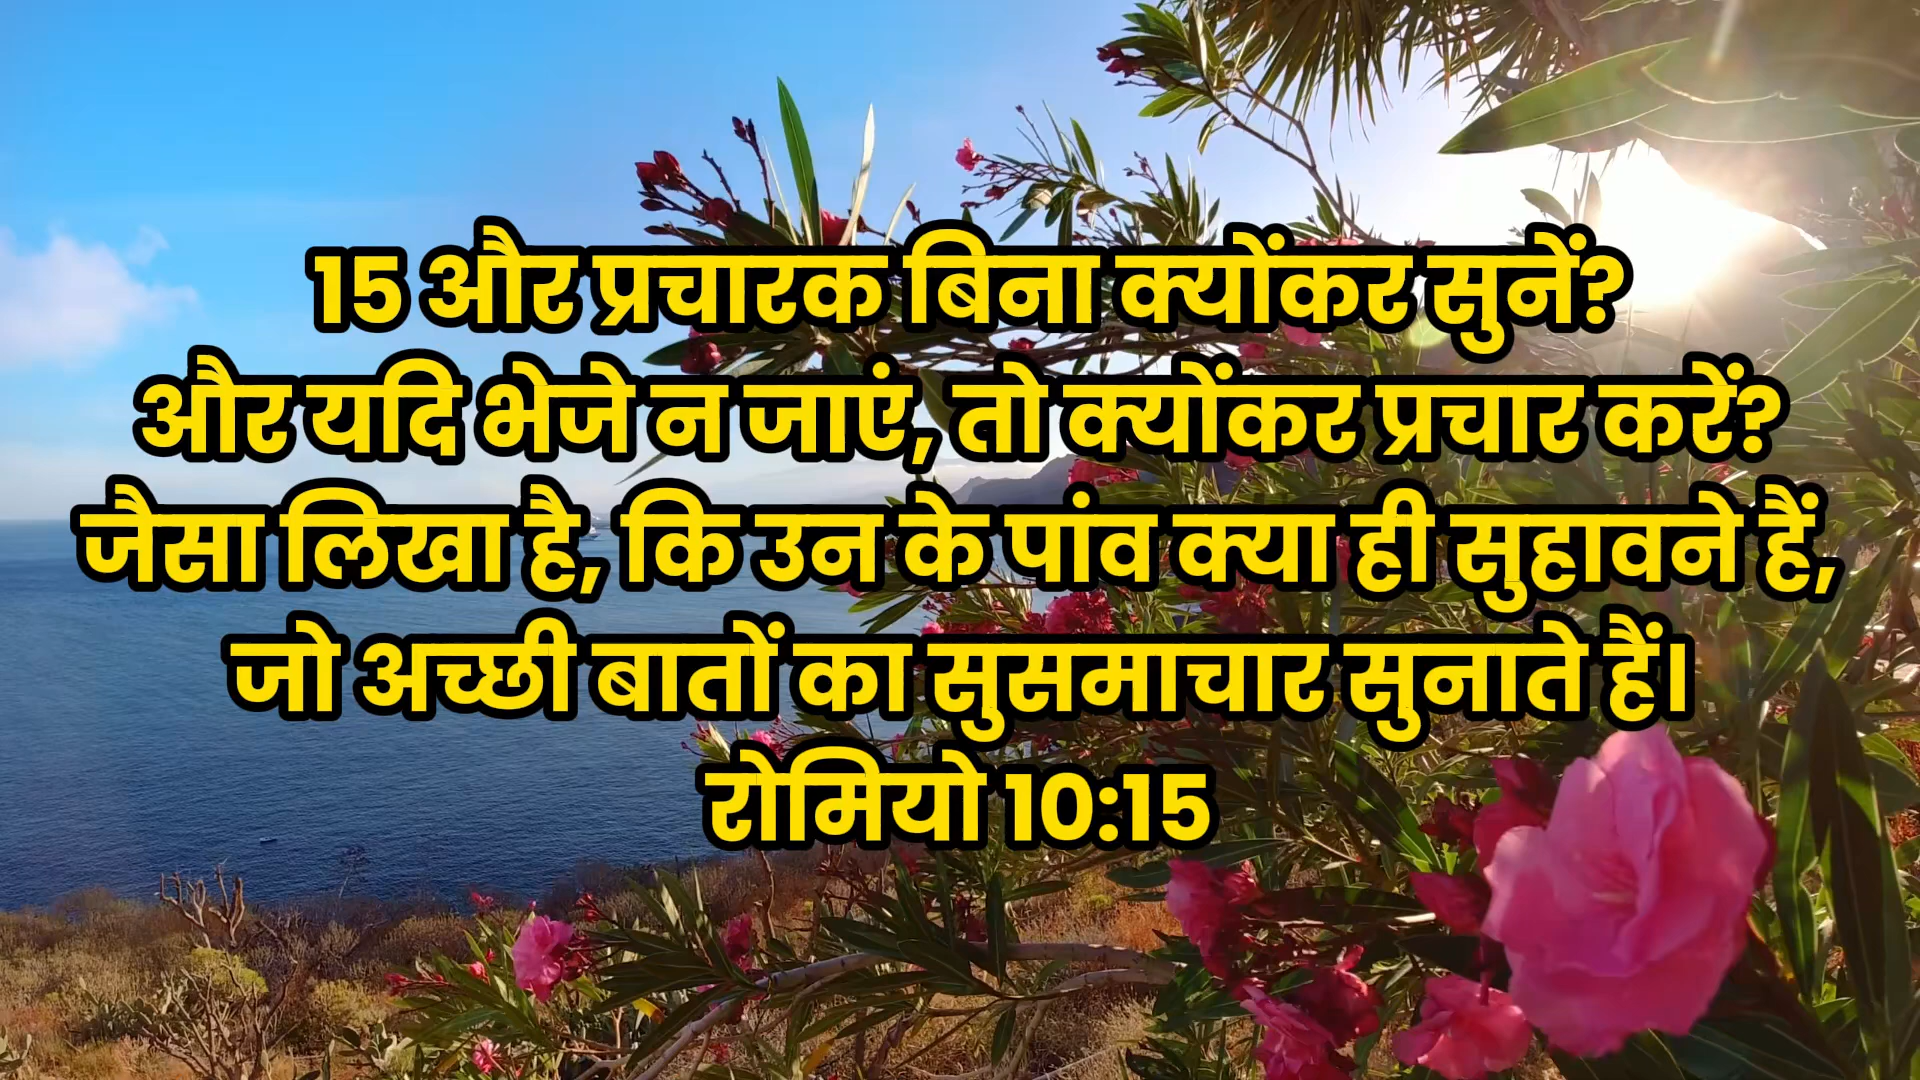 15 और प्रचारक बिना क्योंकर सुनें?
और यदि भेजे न जाएं, तो क्योंकर प्रचार करें?
जैसा लिखा है, कि उन के पांव क्या ही सुहावने हैं,
जो अच्छी बातों का सुसमाचार सुनाते हैं।
रोमियो 10:15